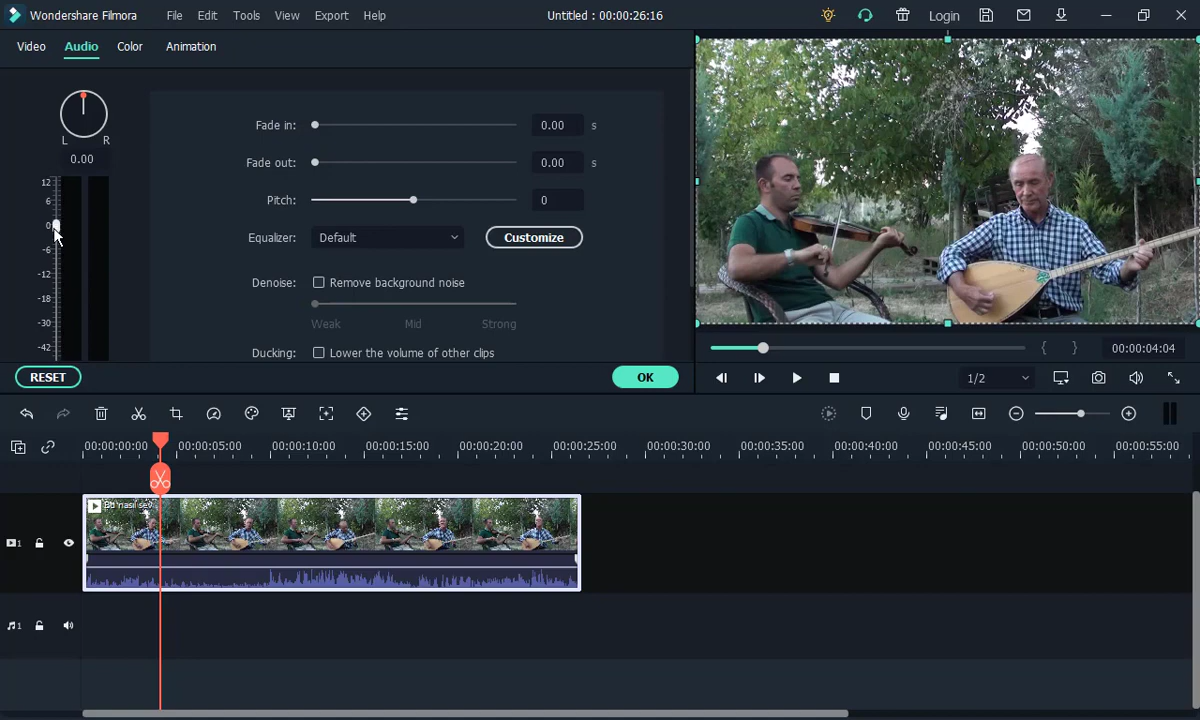 Wondershare Filmora File Edit Tools View Export Help Untitled : 00:00:26:16 Login
Video Audio Color Animation
L R
0.00
12
6
0
-6
-12
-18
-30
-42
Fade in: 0.00 s
Fade out: 0.00 s
Pitch: 0
Equalizer: Default Customize
Denoise: Remove background noise
Weak Mid Strong
Ducking: Lower the volume of other clips
RESET OK
{ } 00:00:04:04
1/2
00:00:00:00 00:00:05:00 00:00:10:00 00:00:15:00 00:00:20:00 00:00:25:00 00:00:30:00 00:00:35:00 00:00:40:00 00:00:45:00 00:00:50:00 00:00:55:00
nasil sev
1
1